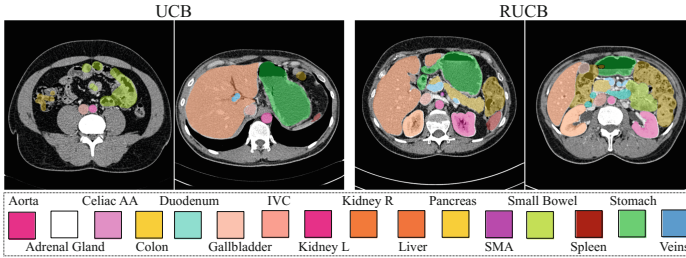 UCB RUCB
Aorta Celiac AA Duodenum IVC Kidney R Pancreas Small Bowel Stomach
Adrenal Gland Colon Gallbladder Kidney L Liver SMA Spleen Veins